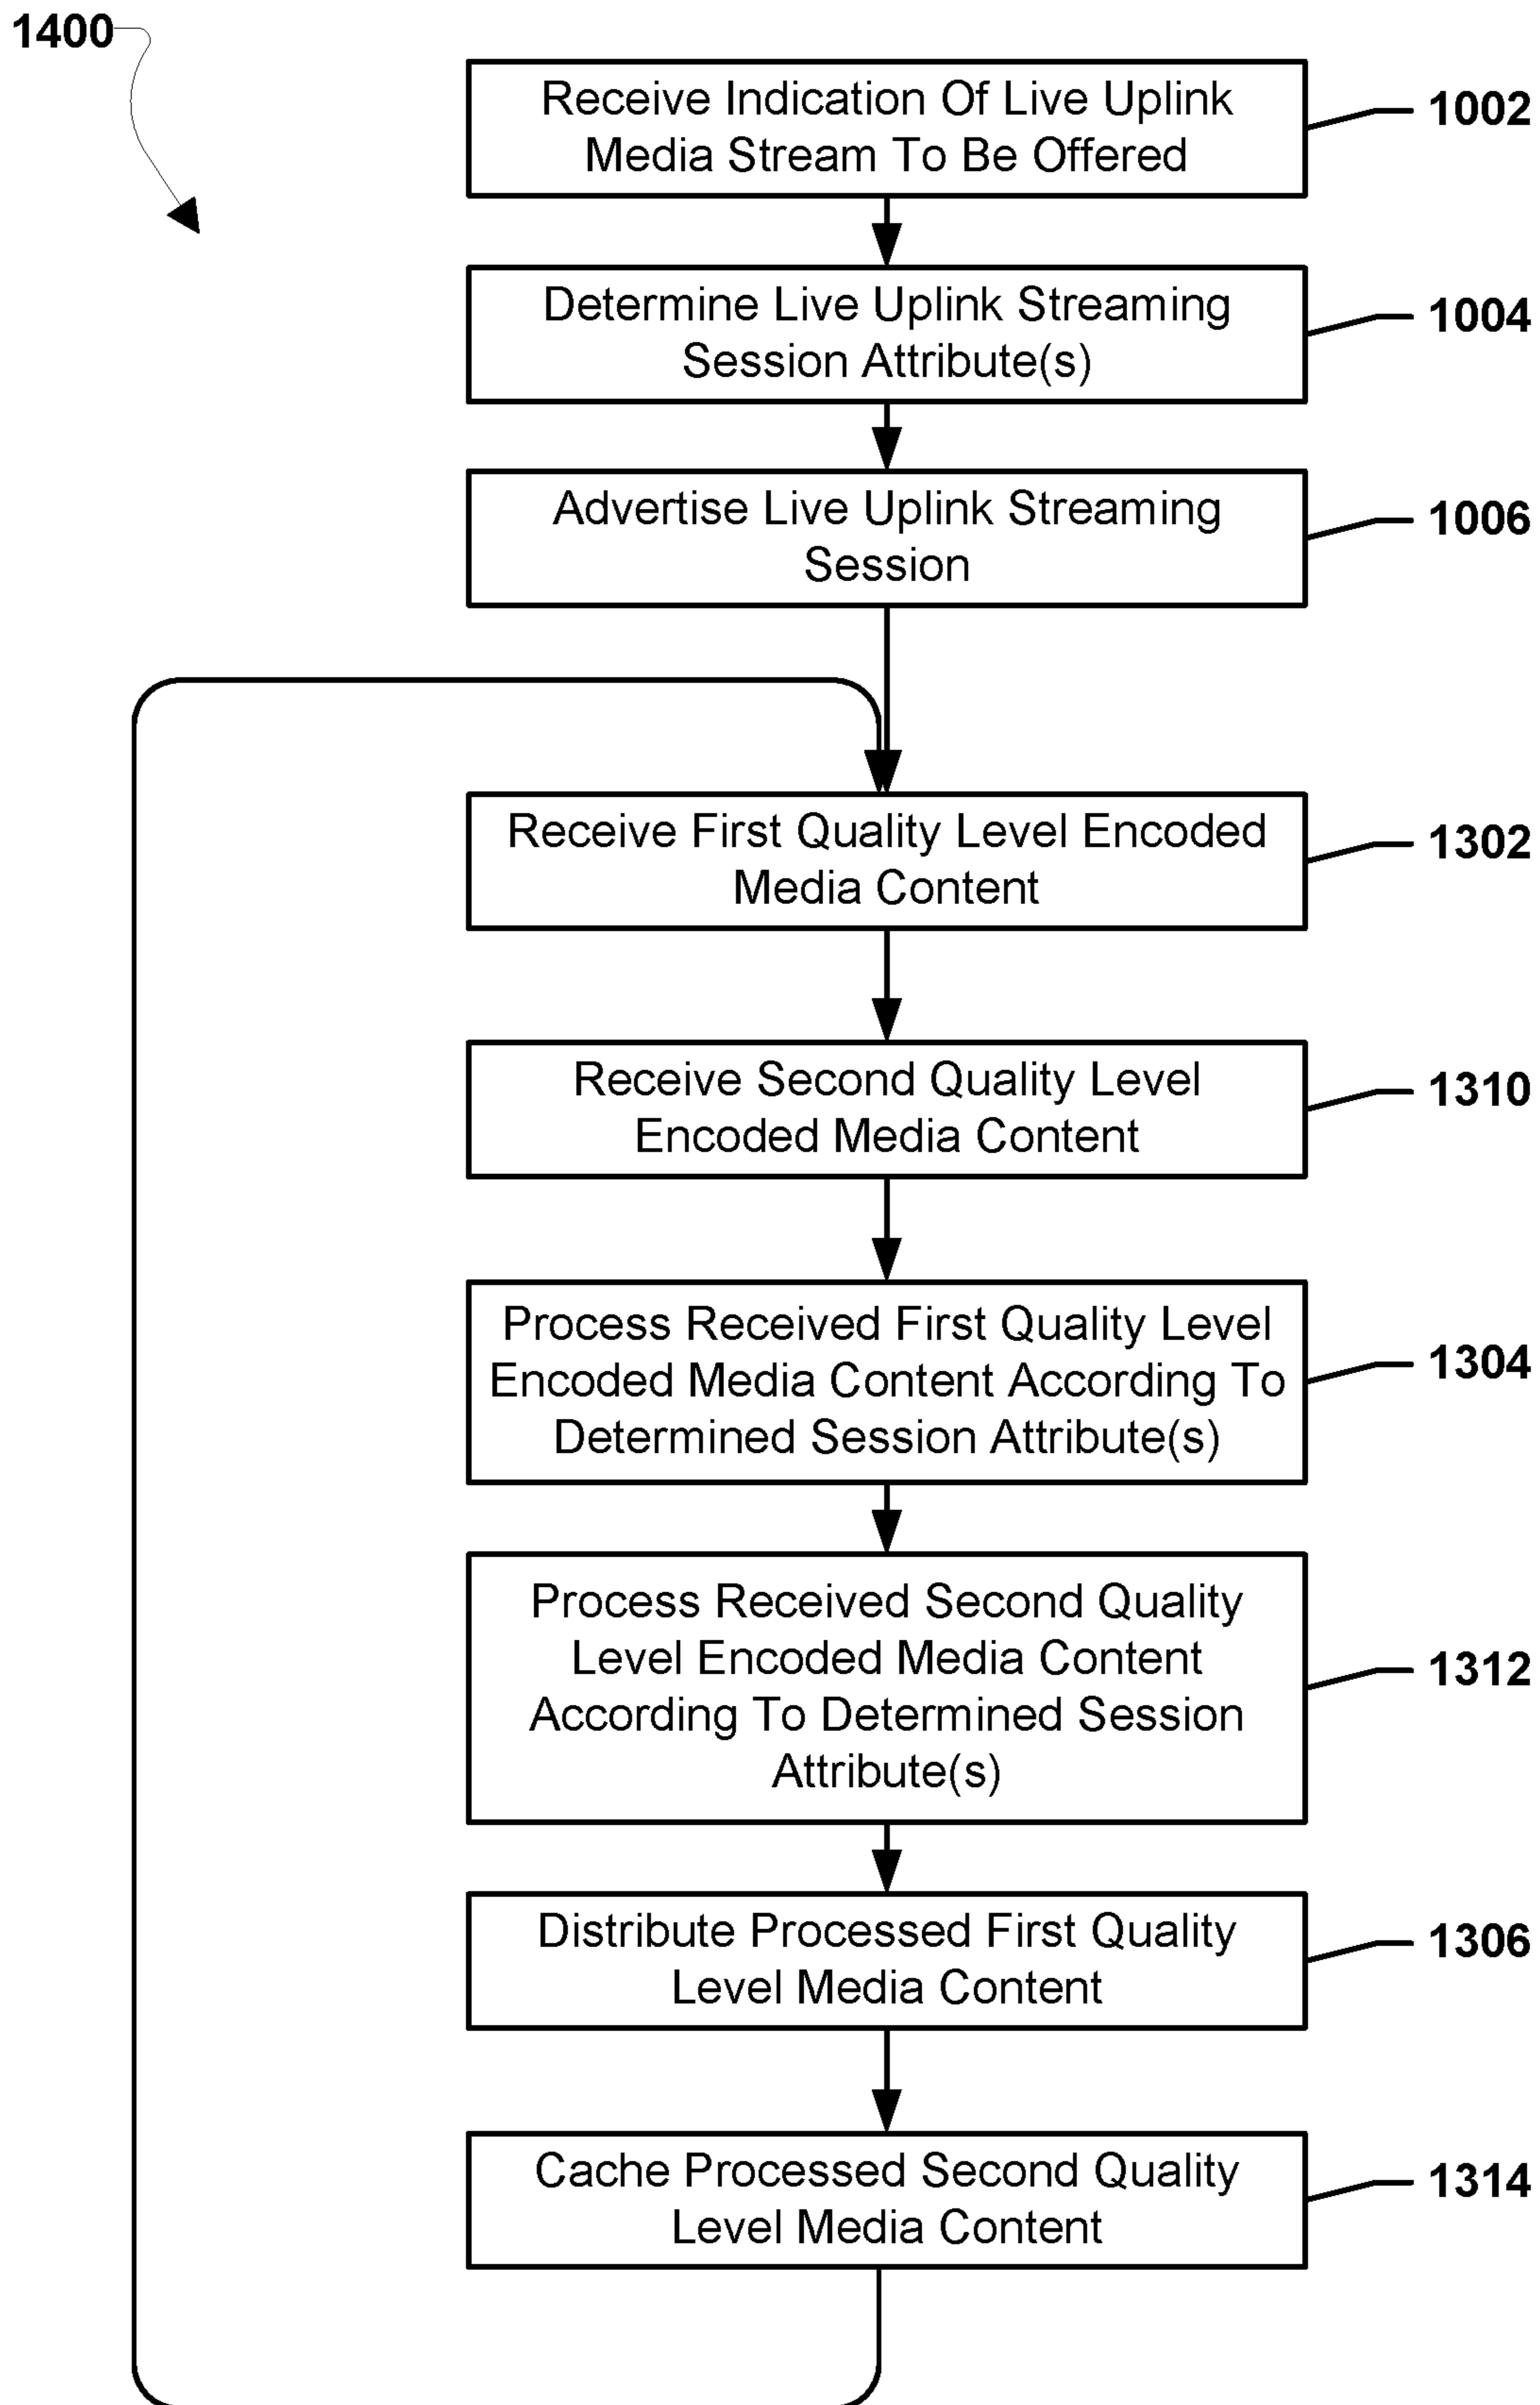 1400
Receive Indication Of Live Uplink
Media Stream To Be Offered
1002
Determine Live Uplink Streaming
Session Attribute(s)
1004
Advertise Live Uplink Streaming
Session
1006
Receive First Quality Level Encoded
Media Content
1302
Receive Second Quality Level
Encoded Media Content
1310
Process Received First Quality Level
Encoded Media Content According To
Determined Session Attribute(s)
1304
Process Received Second Quality
Level Encoded Media Content
According To Determined Session
Attribute(s)
1312
Distribute Processed First Quality
Level Media Content
1306
Cache Processed Second Quality
Level Media Content
1314